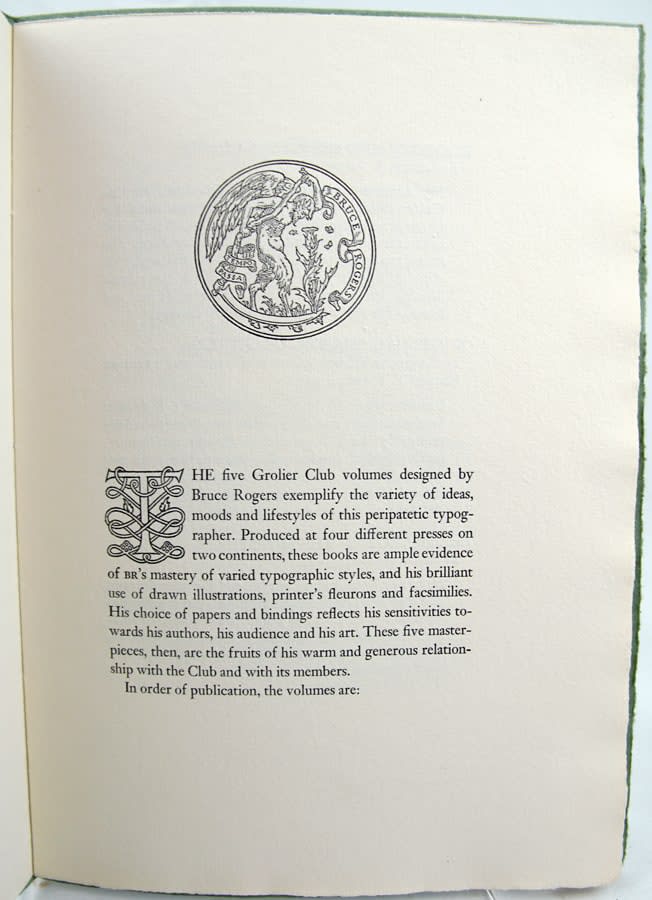 BRUCE
ROGERS
TEMPO
PASSA
THE five Grolier Club volumes designed by
Bruce Rogers exemplify the variety of ideas,
moods and lifestyles of this peripatetic typog-
rapher. Produced at four different presses on
two continents, these books are ample evidence
of BR's mastery of varied typographic styles, and his brilliant
use of drawn illustrations, printer's fleurons and facsimilies.
His choice of papers and bindings reflects his sensitivities to-
wards his authors, his audience and his art. These five master-
pieces, then, are the fruits of his warm and generous relation-
ship with the Club and with its members.
In order of publication, the volumes are: